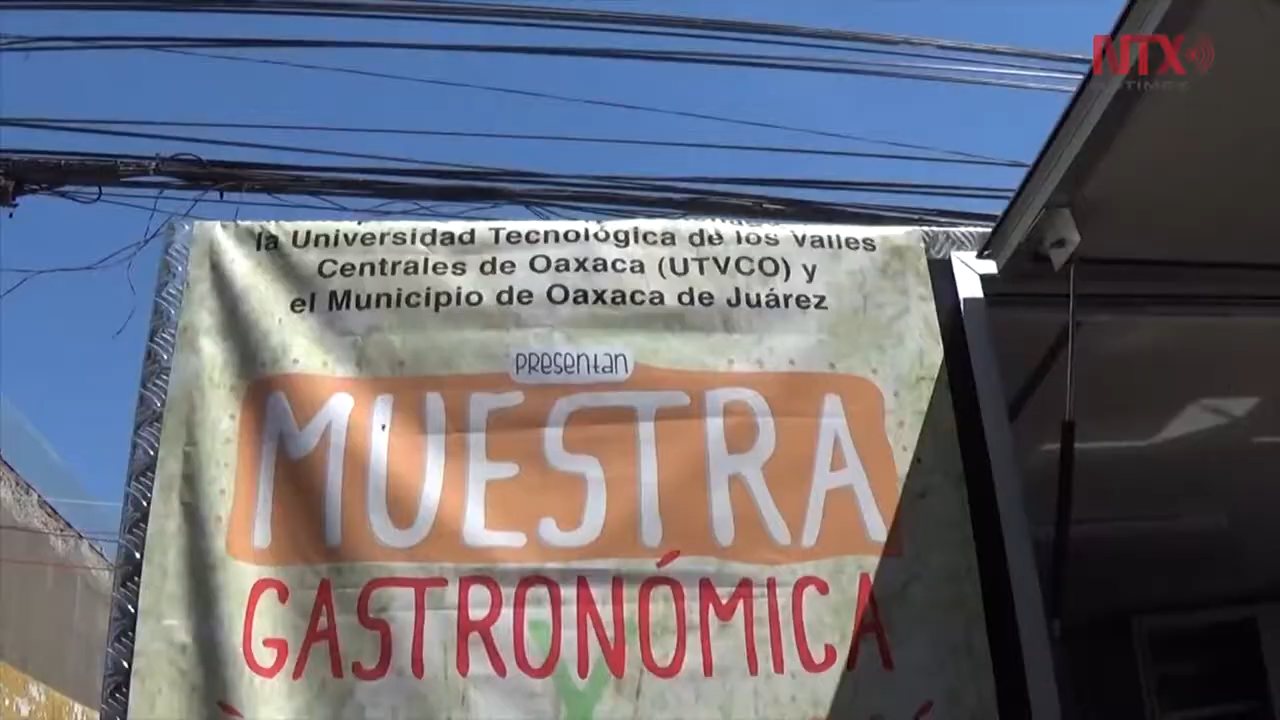 NTX
NOTIMEX
la Universidad Tecnológica de los Valles
Centrales de Oaxaca (UTVCO) y
el Municipio de Oaxaca de Juárez
presentan
MUESTRA
GASTRONÓMICA
Y